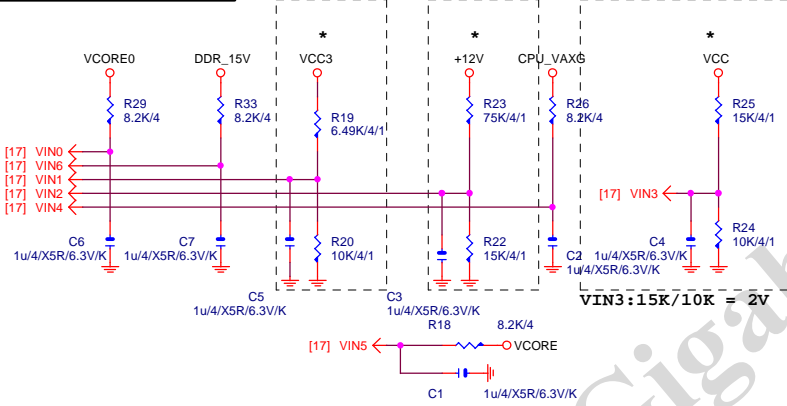 * * *
VCORE0 DDR_15V VCC3 +12V CPU_VAXG VCC
R29 R33 R19 R23 R26 R25
8.2K/4 8.2K/4 6.49K/4/1 75K/4/1 8.2K/4 15K/4/1
[17] VIN0
[17] VIN6
[17] VIN1
[17] VIN2
[17] VIN4
[17] VIN3
C6 C7 R20 R22 C2 C4 R24
1u/4/X5R/6.3V/K 1u/4/X5R/6.3V/K 10K/4/1 15K/4/1 1u/4/X5R/6.3V/K 1u/4/X5R/6.3V/K 10K/4/1
C5 C3
1u/4/X5R/6.3V/K 1u/4/X5R/6.3V/K
VIN3:15K/10K = 2V
R18 8.2K/4
[17] VIN5 VCORE
C1 1u/4/X5R/6.3V/K
Gigab